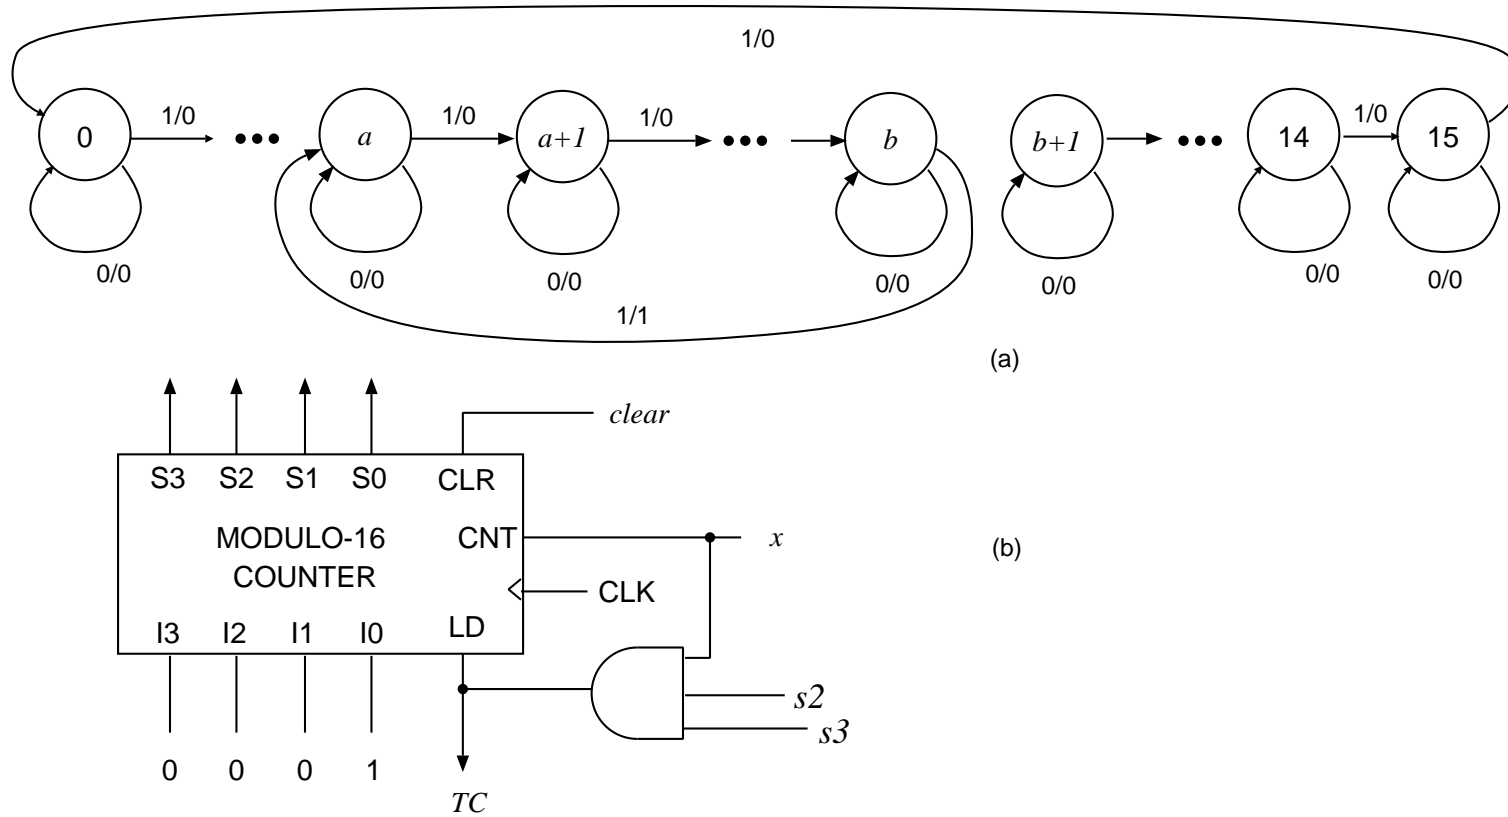 1/0
0 1/0 a 1/0 a+1 1/0 b b+1 14 1/0 15
0/0 0/0 0/0 0/0 0/0 0/0 0/0
1/1
(a)
clear
S3 S2 S1 S0 CLR
MODULO-16 CNT x
COUNTER
(b)
CLK
I3 I2 I1 I0 LD
s2
s3
0 0 0 1
TC